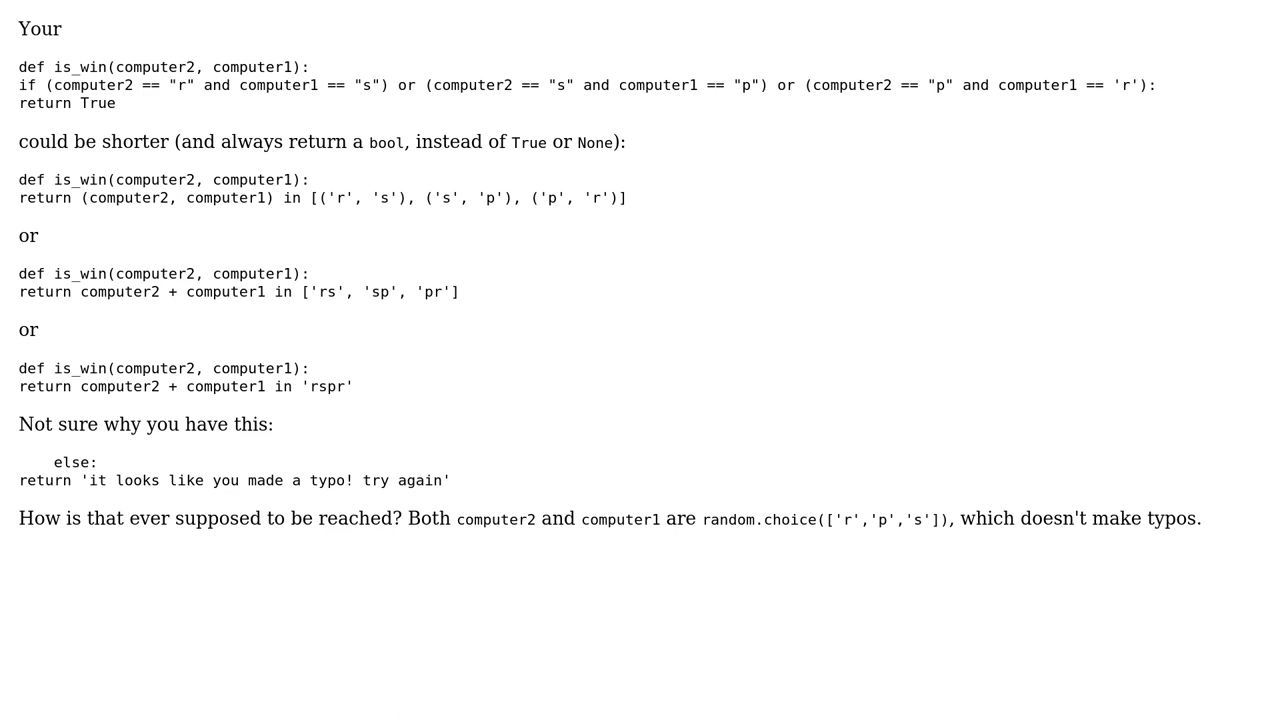 Your
def is_win(computer2, computer1):
if (computer2 == "r" and computer1 == "s") or (computer2 == "s" and computer1 == "p") or (computer2 == "p" and computer1 == 'r'):
return True
could be shorter (and always return a bool, instead of True or None):
def is_win(computer2, computer1):
return (computer2, computer1) in [('r', 's'), ('s', 'p'), ('p', 'r')]
or
def is_win(computer2, computer1):
return computer2 + computer1 in ['rs', 'sp', 'pr']
or
def is_win(computer2, computer1):
return computer2 + computer1 in 'rspr'
Not sure why you have this:
    else:
return 'it looks like you made a typo! try again'
How is that ever supposed to be reached? Both computer2 and computer1 are random.choice(['r','p','s']), which doesn't make typos.